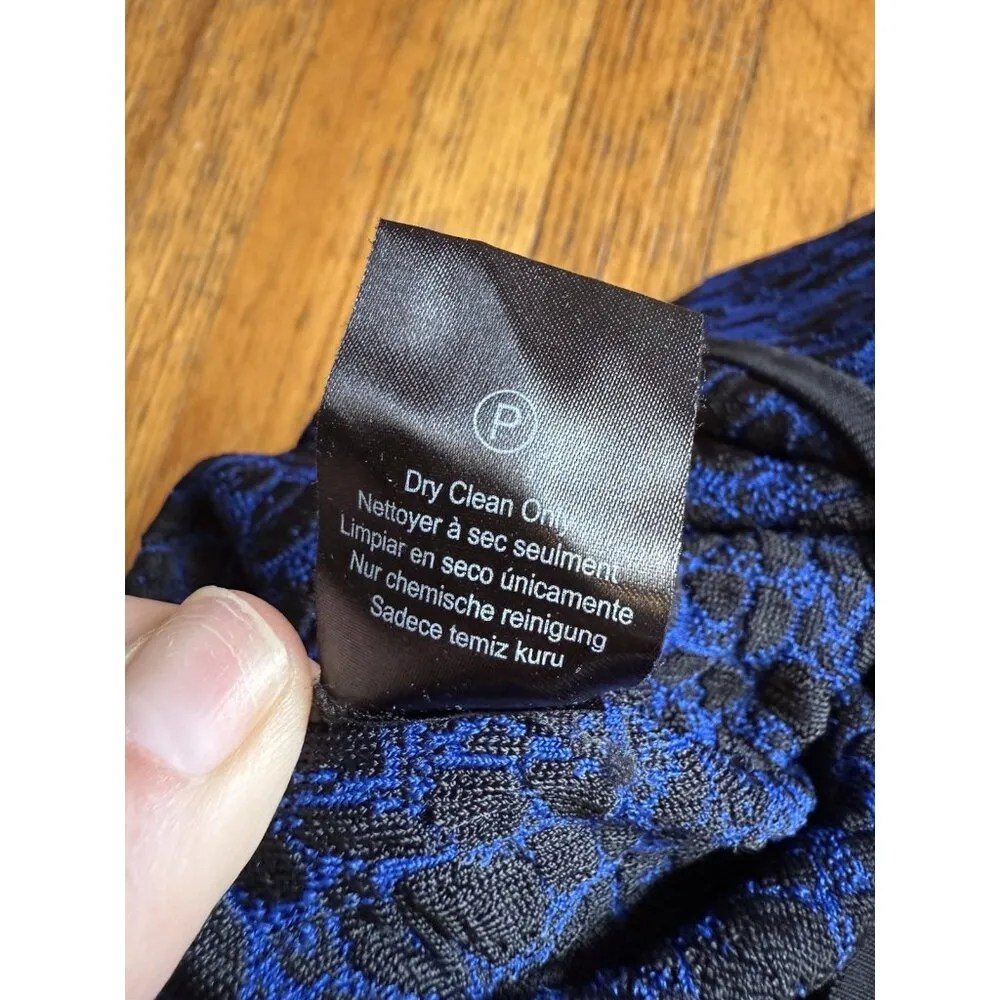 P
Dry Clean Only
Nettoyer à sec seulment
Limpiar en seco únicamente
Nur chemische reinigung
Sadece temiz kuru